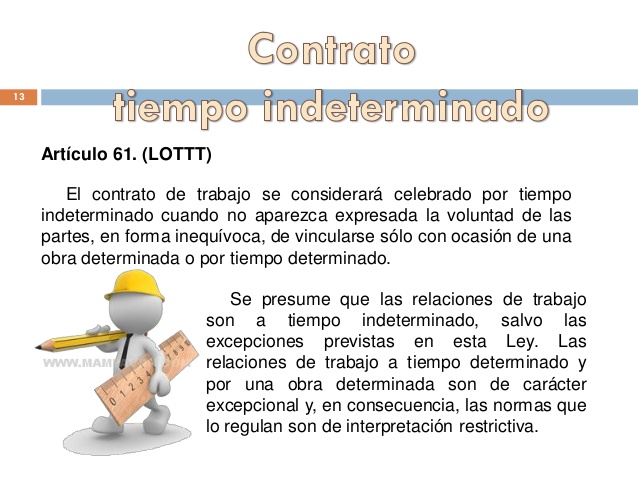 Contrato
13
tiempo indeterminado
Artículo 61. (LOTTT)
El contrato de trabajo se considerará celebrado por tiempo
indeterminado cuando no aparezca expresada la voluntad de las
partes, en forma inequívoca, de vincularse sólo con ocasión de una
obra determinada o por tiempo determinado.
Se presume que las relaciones de trabajo
son a tiempo indeterminado, salvo las
excepciones previstas en esta Ley. Las
relaciones de trabajo a tiempo determinado y
por una obra determinada son de carácter
excepcional y, en consecuencia, las normas que
lo regulan son de interpretación restrictiva.